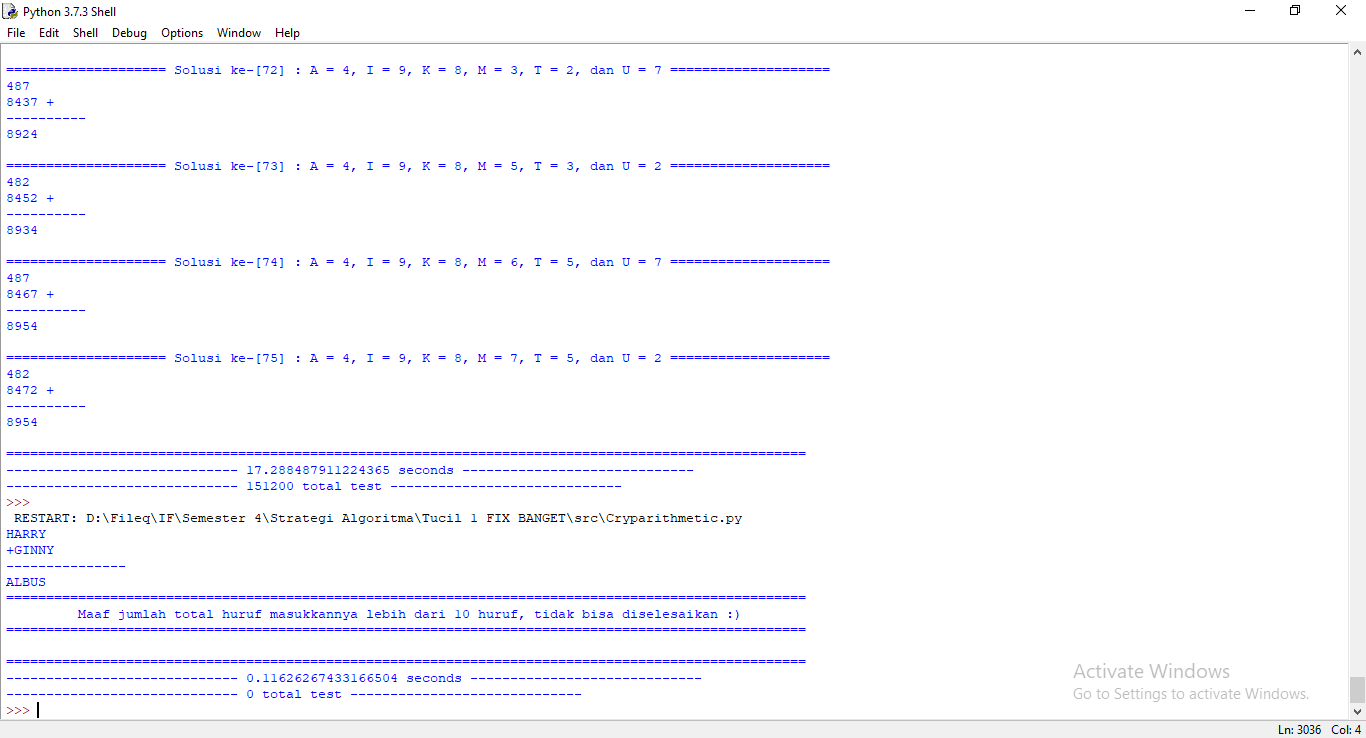 Python 3.7.3 Shell
File Edit Shell Debug Options Window Help
==================== Solusi ke-[72] : A = 4, I = 9, K = 8, M = 3, T = 2, dan U = 7 ====================
487
8437 +
----------
8924
==================== Solusi ke-[73] : A = 4, I = 9, K = 8, M = 5, T = 3, dan U = 2 ====================
482
8452 +
----------
8934
==================== Solusi ke-[74] : A = 4, I = 9, K = 8, M = 6, T = 5, dan U = 7 ====================
487
8467 +
----------
8954
==================== Solusi ke-[75] : A = 4, I = 9, K = 8, M = 7, T = 5, dan U = 2 ====================
482
8472 +
----------
8954
====================================================================================================
----------------------------- 17.288487911224365 seconds -----------------------------
----------------------------- 151200 total test -----------------------------
>>>
RESTART: D:\Fileq\IF\Semester 4\Strategi Algoritma\Tucil 1 FIX BANGET\src\Cryparithmetic.py
HARRY
+GINNY
---------------
ALBUS
====================================================================================================
Maaf jumlah total huruf masukkannya lebih dari 10 huruf, tidak bisa diselesaikan :)
====================================================================================================
====================================================================================================
----------------------------- 0.11626267433166504 seconds -----------------------------
----------------------------- 0 total test -----------------------------
>>>
Activate Windows
Go to Settings to activate Windows.
Ln: 3036 Col: 4